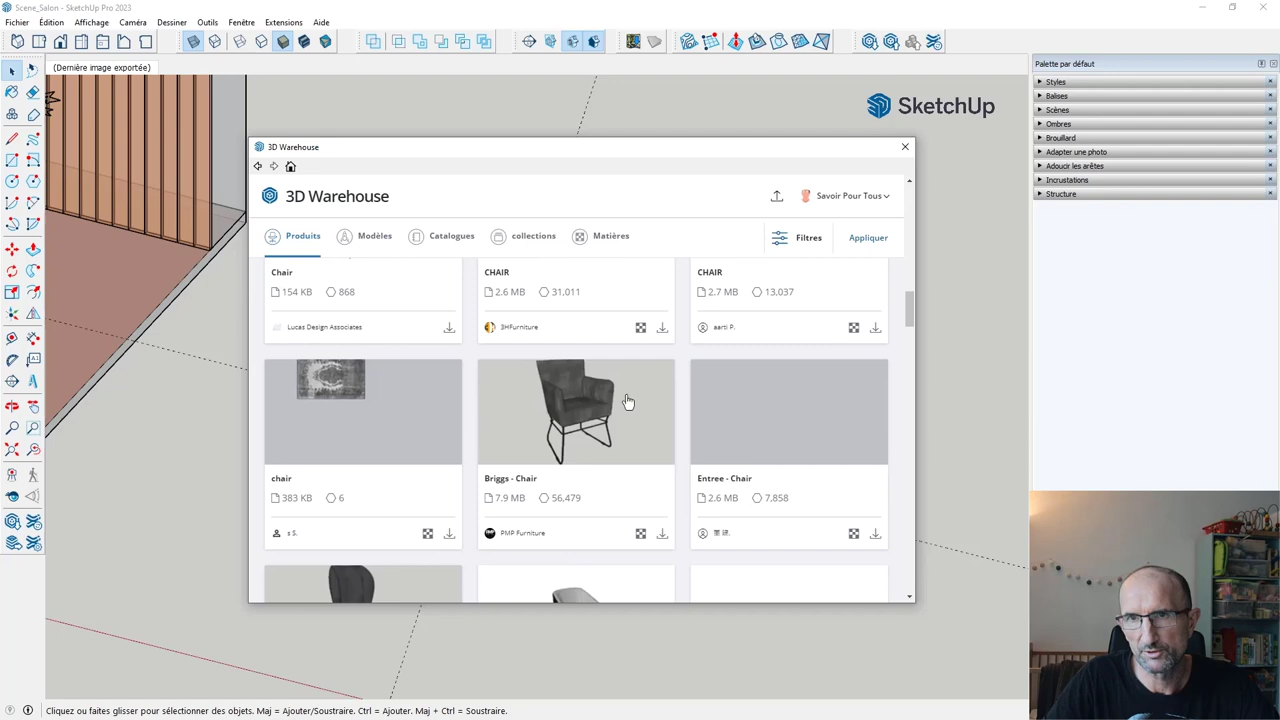 Scene_Salon - SketchUp Pro 2023
Fichier Édition Affichage Caméra Dessiner Outils Fenêtre Extensions Aide
(Dernière image exportée)
Palette par défaut
Styles
Balises
Scènes
Ombres
Brouillard
Adapter une photo
Adoucir les arêtes
Incrustations
Structure
SketchUp
3D Warehouse
3D Warehouse
Savoir Pour Tous
Produits Modèles Catalogues collections Matières Filtres Appliquer
Chair CHAIR CHAIR
154 KB 868 2.6 MB 31,011 2.7 MB 13,037
Lucas Design Associates 3HFurniture aarti P.
chair Briggs - Chair Entree - Chair
383 KB 6 7.9 MB 56,479 2.6 MB 7,858
s S. PMP Furniture
Cliquez ou faites glisser pour sélectionner des objets. Maj = Ajouter/Soustraire. Ctrl = Ajouter. Maj + Ctrl = Soustraire.